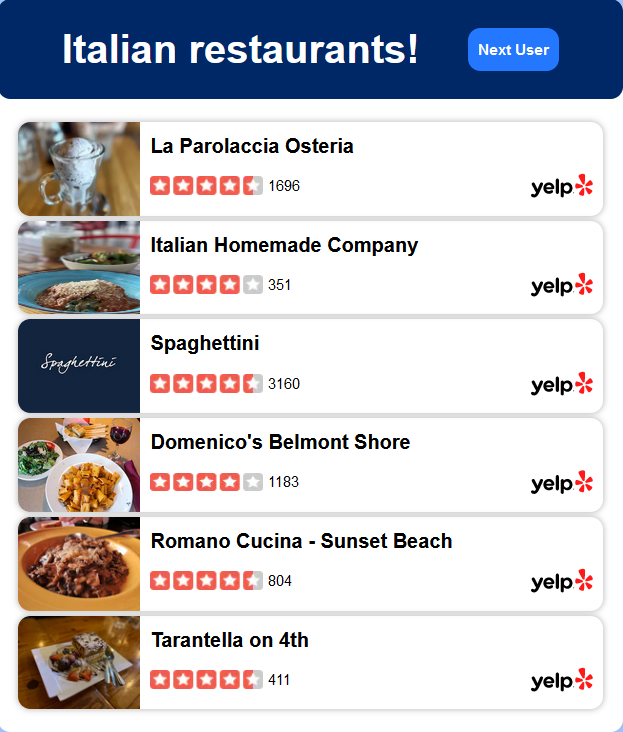 Italian restaurants!
Next User
La Parolaccia Osteria
1696
yelp
Italian Homemade Company
351
yelp
Spaghettini
Spaghettini
3160
yelp
Domenico's Belmont Shore
1183
yelp
Romano Cucina - Sunset Beach
804
yelp
Tarantella on 4th
411
yelp